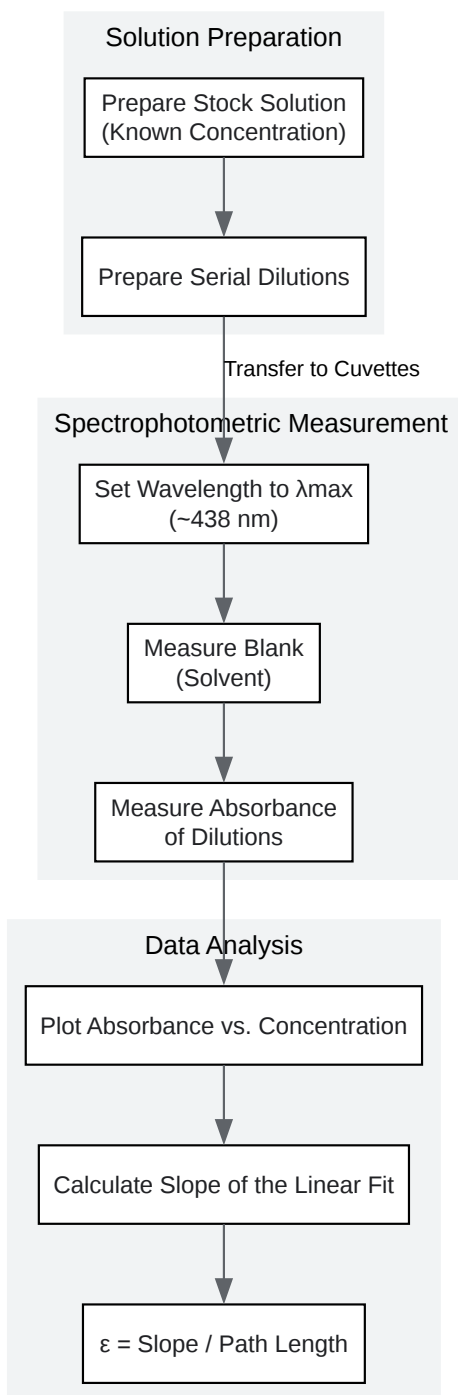 Solution Preparation
Prepare Stock Solution
(Known Concentration)
Prepare Serial Dilutions
Transfer to Cuvettes
Spectrophotometric Measurement
Set Wavelength to λmax
(~438 nm)
Measure Blank
(Solvent)
Measure Absorbance
of Dilutions
Data Analysis
Plot Absorbance vs. Concentration
Calculate Slope of the Linear Fit
ε = Slope / Path Length